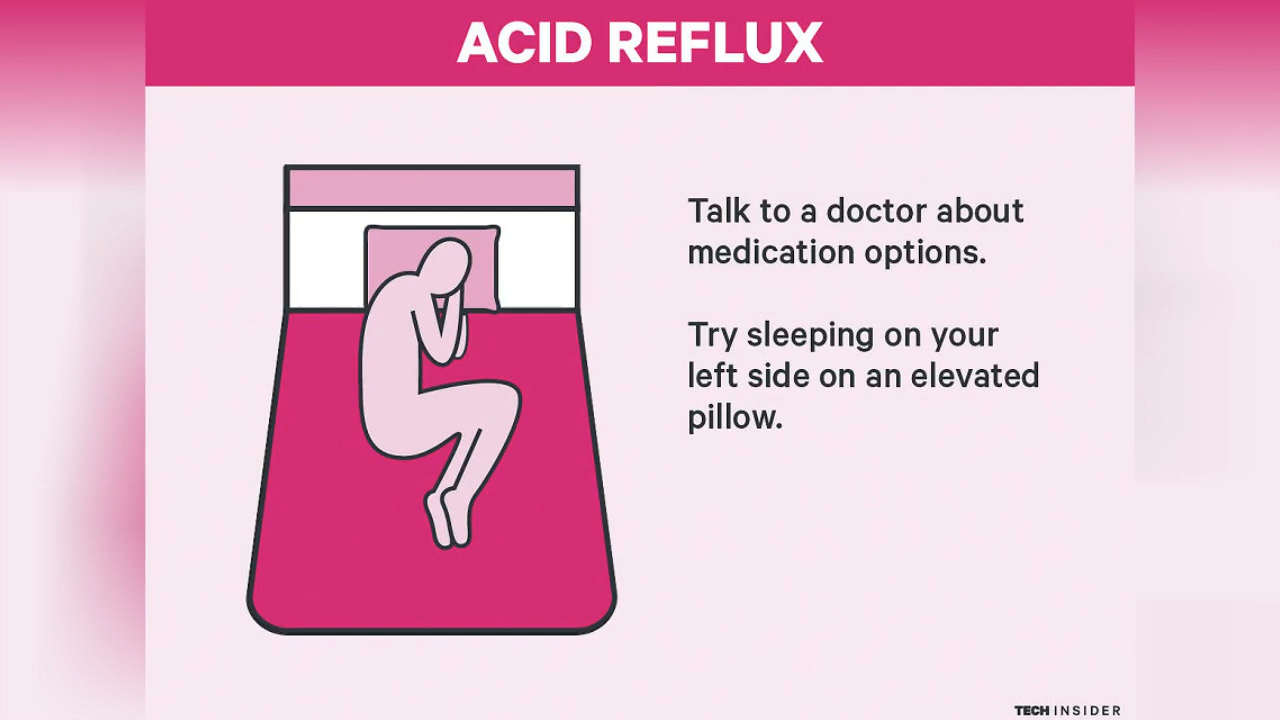 ACID REFLUX
Talk to a doctor about
medication options.
Try sleeping on your
left side on an elevated
pillow.
TECH INSIDER